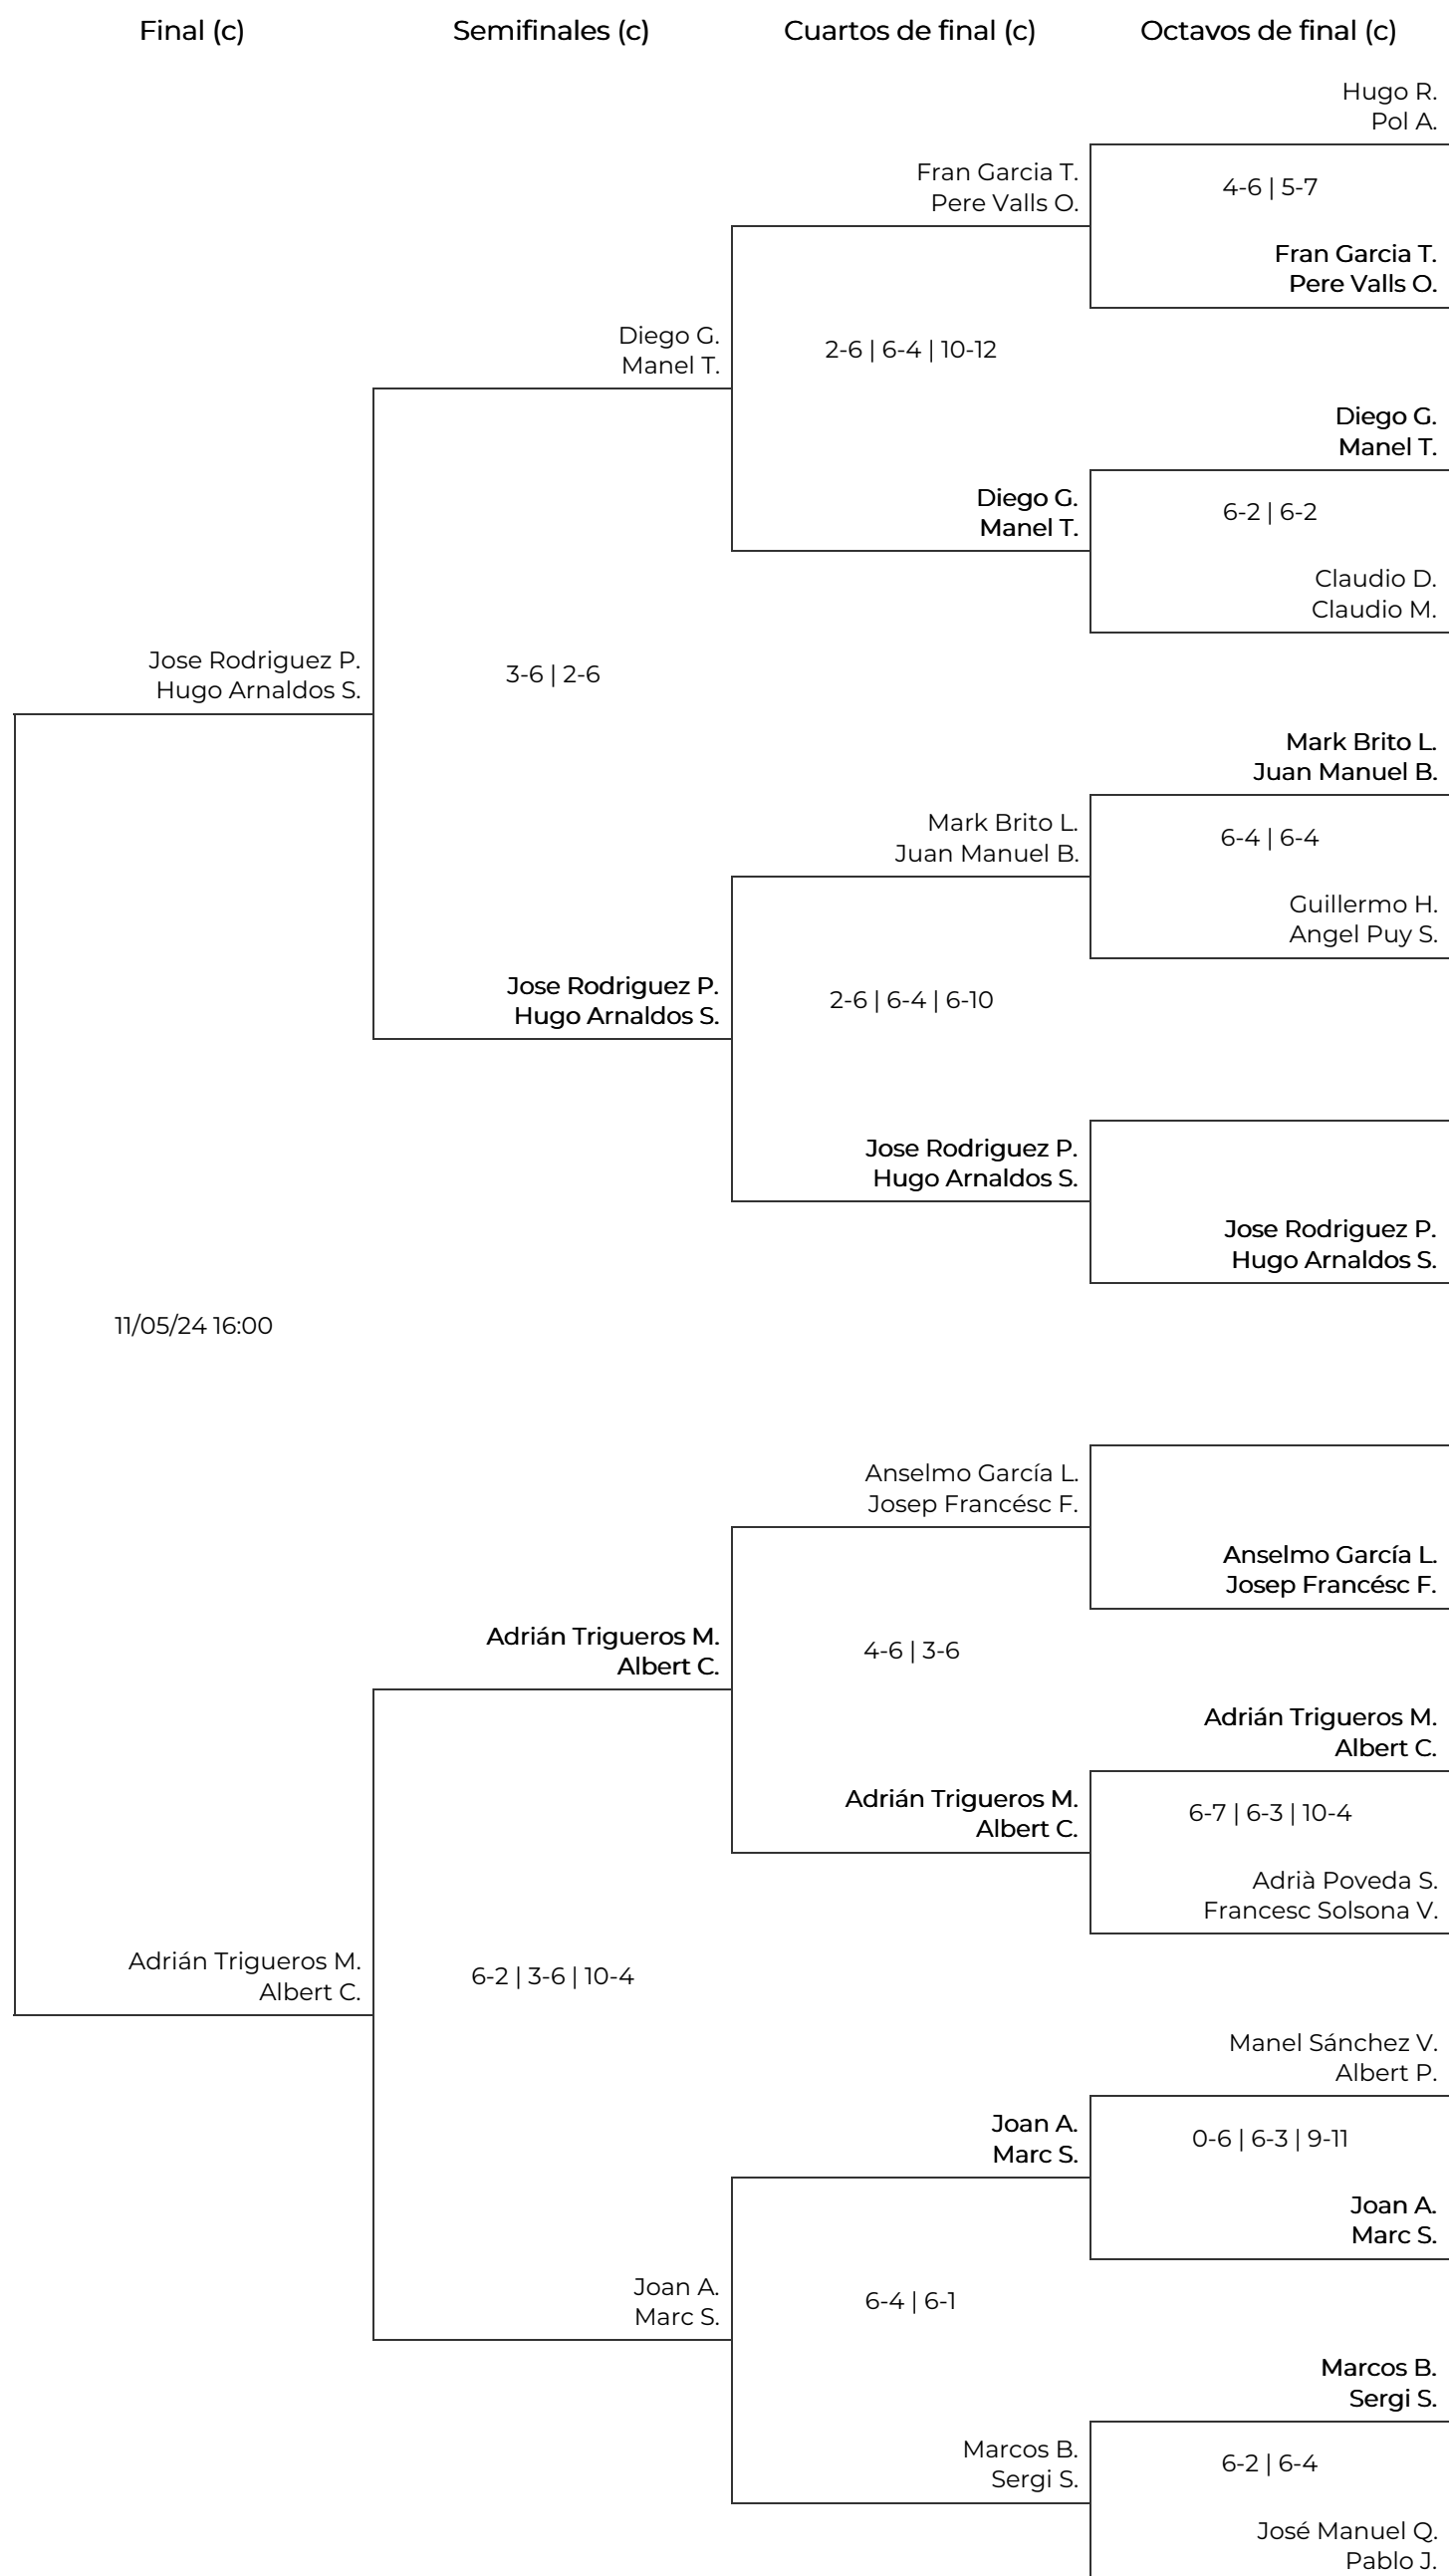 Final (c)
Semifinales (c)
Cuartos de final (c)
Octavos de final (c)
Hugo R.
Pol A.
Fran Garcia T.
Pere Valls O.
4-6 | 5-7
Fran Garcia T.
Pere Valls O.
Diego G.
Manel T.
2-6 | 6-4 | 10-12
Diego G.
Manel T.
Diego G.
Manel T.
6-2 | 6-2
Claudio D.
Claudio M.
Jose Rodriguez P.
Hugo Arnaldos S.
3-6 | 2-6
Mark Brito L.
Juan Manuel B.
Mark Brito L.
Juan Manuel B.
6-4 | 6-4
Guillermo H.
Angel Puy S.
Jose Rodriguez P.
Hugo Arnaldos S.
2-6 | 6-4 | 6-10
Jose Rodriguez P.
Hugo Arnaldos S.
Jose Rodriguez P.
Hugo Arnaldos S.
11/05/24 16:00
Anselmo García L.
Josep Francésc F.
Anselmo García L.
Josep Francésc F.
Adrián Trigueros M.
Albert C.
4-6 | 3-6
Adrián Trigueros M.
Albert C.
Adrián Trigueros M.
Albert C.
6-7 | 6-3 | 10-4
Adrià Poveda S.
Francesc Solsona V.
Adrián Trigueros M.
Albert C.
6-2 | 3-6 | 10-4
Manel Sánchez V.
Albert P.
Joan A.
Marc S.
0-6 | 6-3 | 9-11
Joan A.
Marc S.
Joan A.
Marc S.
6-4 | 6-1
Marcos B.
Sergi S.
Marcos B.
Sergi S.
6-2 | 6-4
José Manuel Q.
Pablo J.